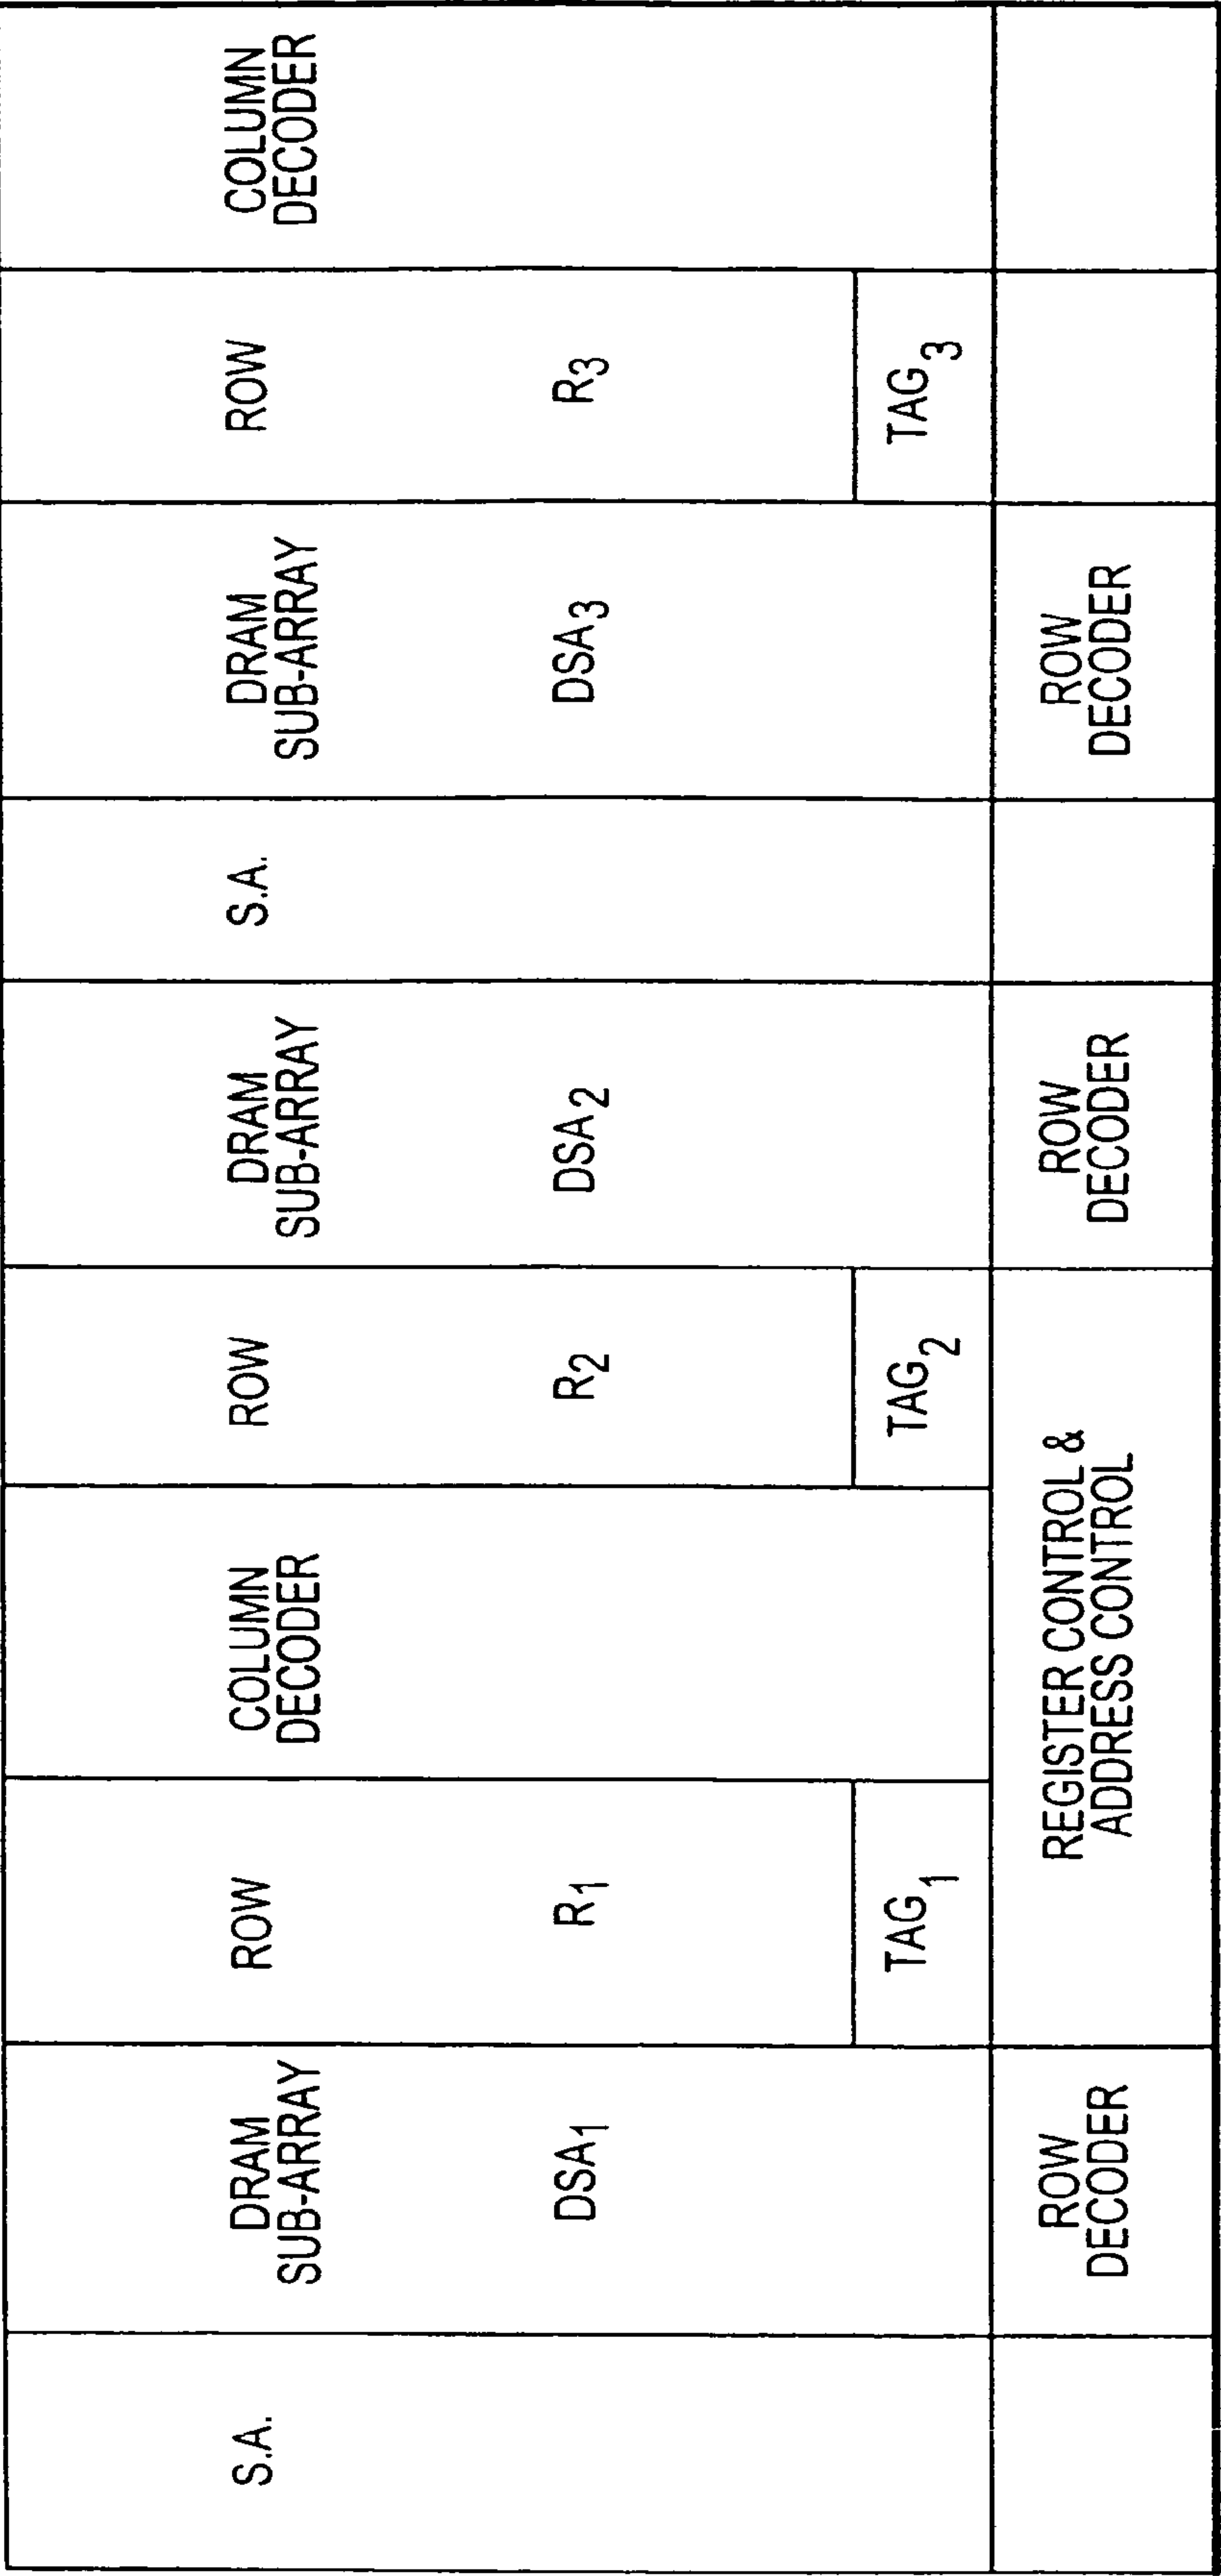 S.A.
DRAM
SUB-ARRAY
DSA1
ROW
R1
TAG1
COLUMN
DECODER
ROW
R2
TAG2
DRAM
SUB-ARRAY
DSA2
S.A.
DRAM
SUB-ARRAY
DSA3
ROW
R3
TAG3
COLUMN
DECODER
ROW
DECODER
REGISTER CONTROL &
ADDRESS CONTROL
ROW
DECODER
ROW
DECODER